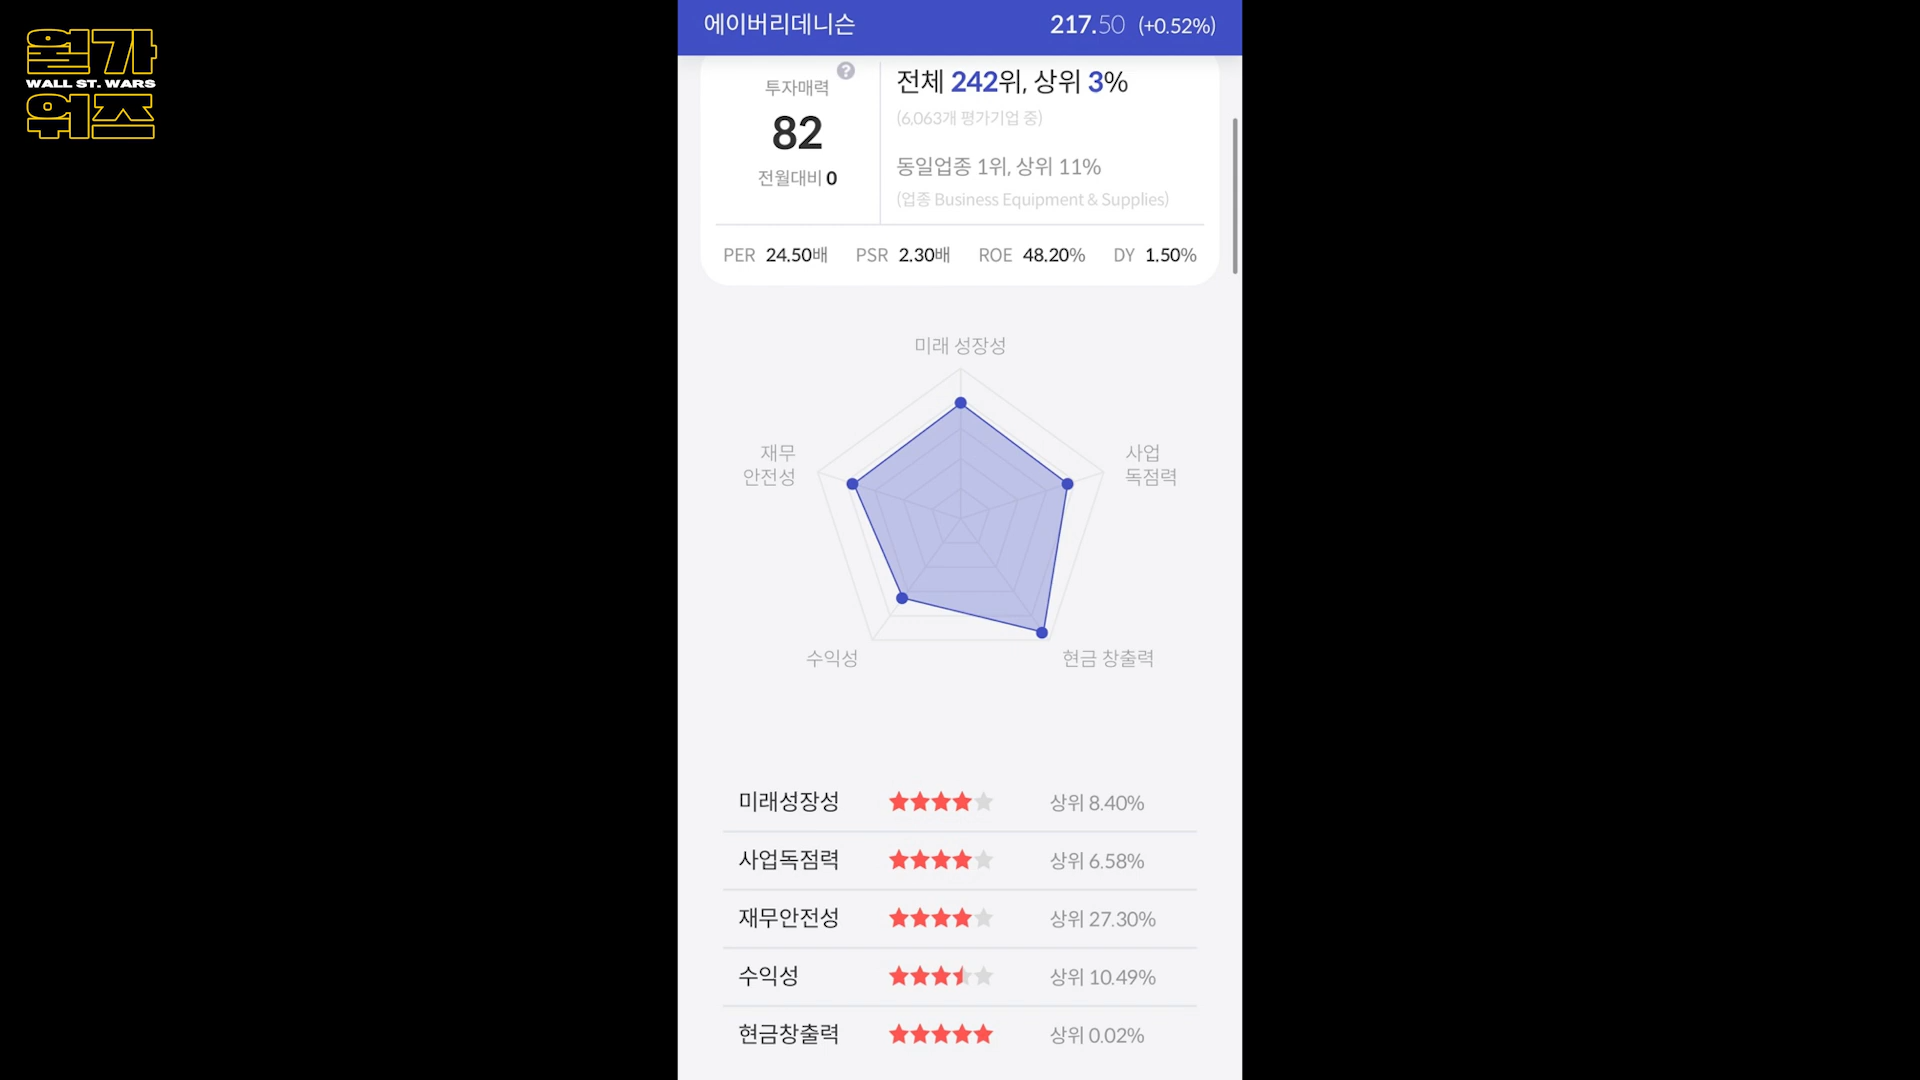 월가
WALL ST. WARS
워즈
에이버리데니슨 217.50 (+0.52%)
투자매력 ?
82
전월대비 0
전체 242위, 상위 3%
(6,063개 평가기업 중)
동일업종 1위, 상위 11%
(업종 Business Equipment & Supplies)
PER 24.50배 PSR 2.30배 ROE 48.20% DY 1.50%
미래 성장성
재무
안전성
사업
독점력
수익성
현금 창출력
미래성장성 상위 8.40%
사업독점력 상위 6.58%
재무안전성 상위 27.30%
수익성 상위 10.49%
현금창출력 상위 0.02%